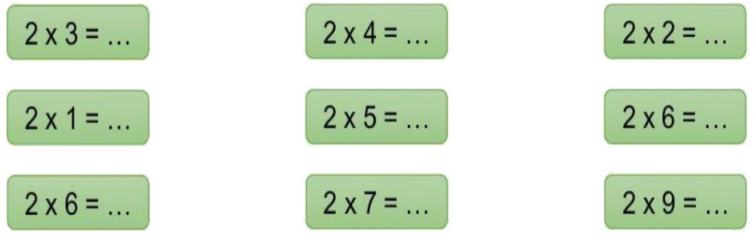 2 x 3 = ...
2 x 4 = ...
2 x 2 = ...
2 x 1 = ...
2 x 5 = ...
2 x 6 = ...
2 x 6 = ...
2 x 7 = ...
2 x 9 = ...